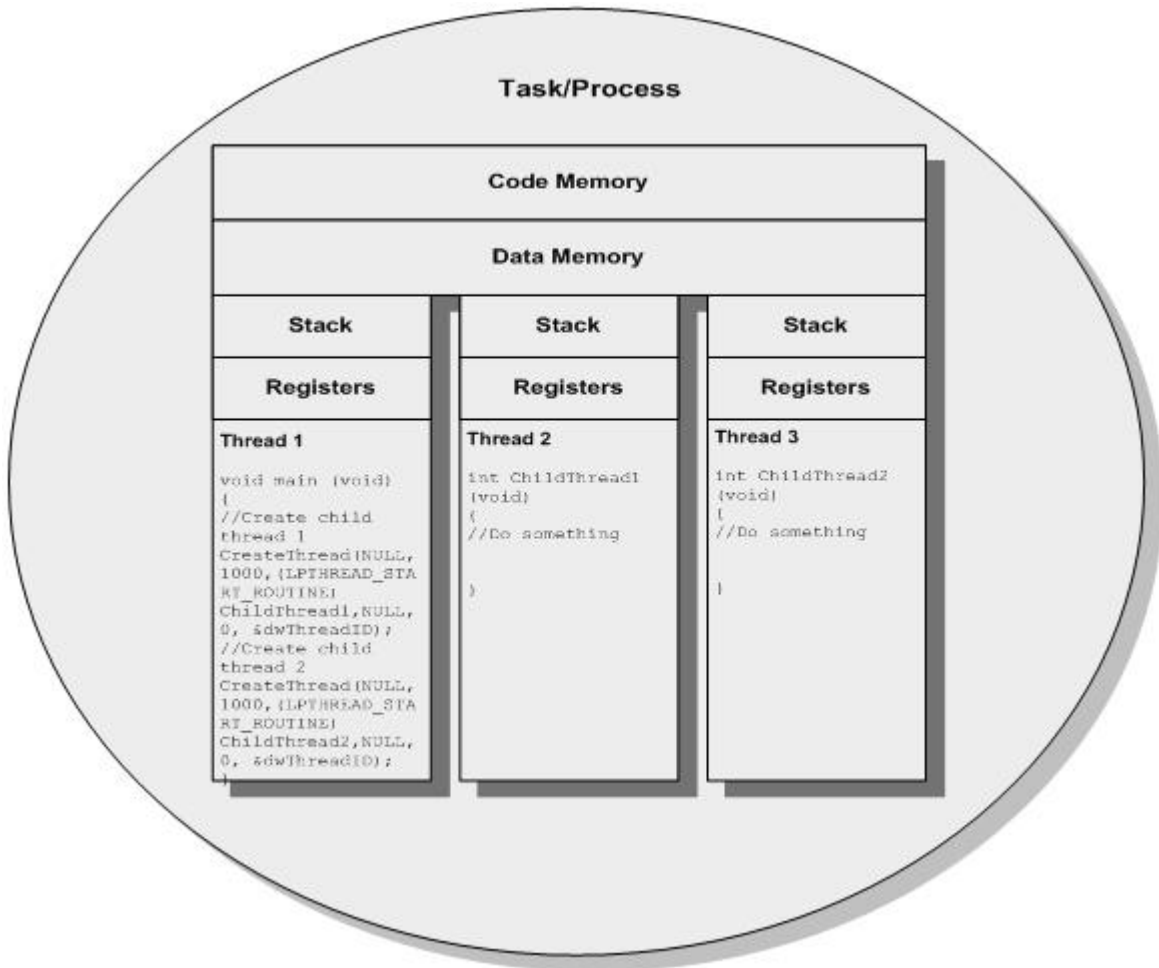 Task/Process
Code Memory
Data Memory
Stack
Stack
Stack
Registers
Registers
Registers
Thread 1
void main (void)
{
//Create child
thread 1
CreateThread(NULL,
1000,(LPTHREAD_STA
RT_ROUTINE)
ChildThread1,NULL,
0, &dwThreadID);
//Create child
thread 2
CreateThread(NULL,
1000,(LPTHREAD_STA
RT_ROUTINE)
ChildThread2,NULL,
0, &dwThreadID);
}
Thread 2
int ChildThread1
(void)
{
//Do something
}
Thread 3
int ChildThread2
(void)
{
//Do something
}